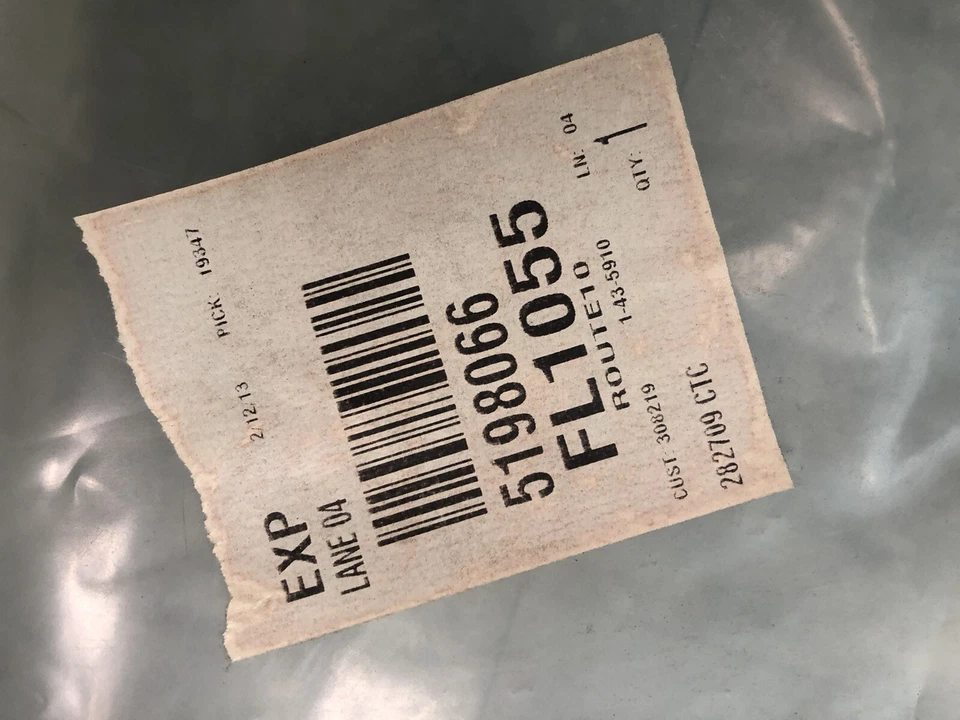 2/12/13 PICK: 19347
EXP
LANE 04
5198066
FL1055
LN: 04
ROUTE10
1-43-5910
QTY: 1
CUST: 308219
282709 CTC